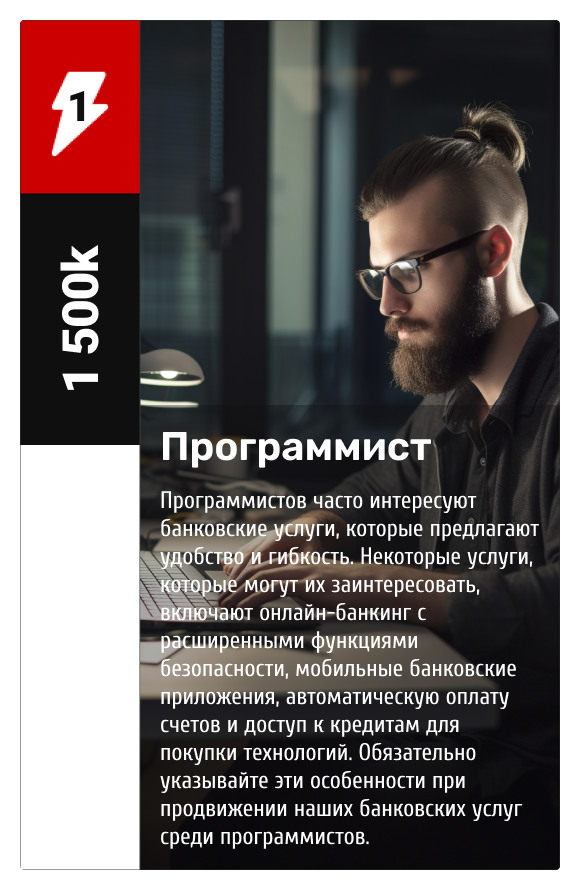 1
1 500k
Программист
Программистов часто интересуют
банковские услуги, которые предлагают
удобство и гибкость. Некоторые услуги,
которые могут их заинтересовать,
включают онлайн-банкинг с
расширенными функциями
безопасности, мобильные банковские
приложения, автоматическую оплату
счетов и доступ к кредитам для
покупки технологий. Обязательно
указывайте эти особенности при
продвижении наших банковских услуг
среди программистов.